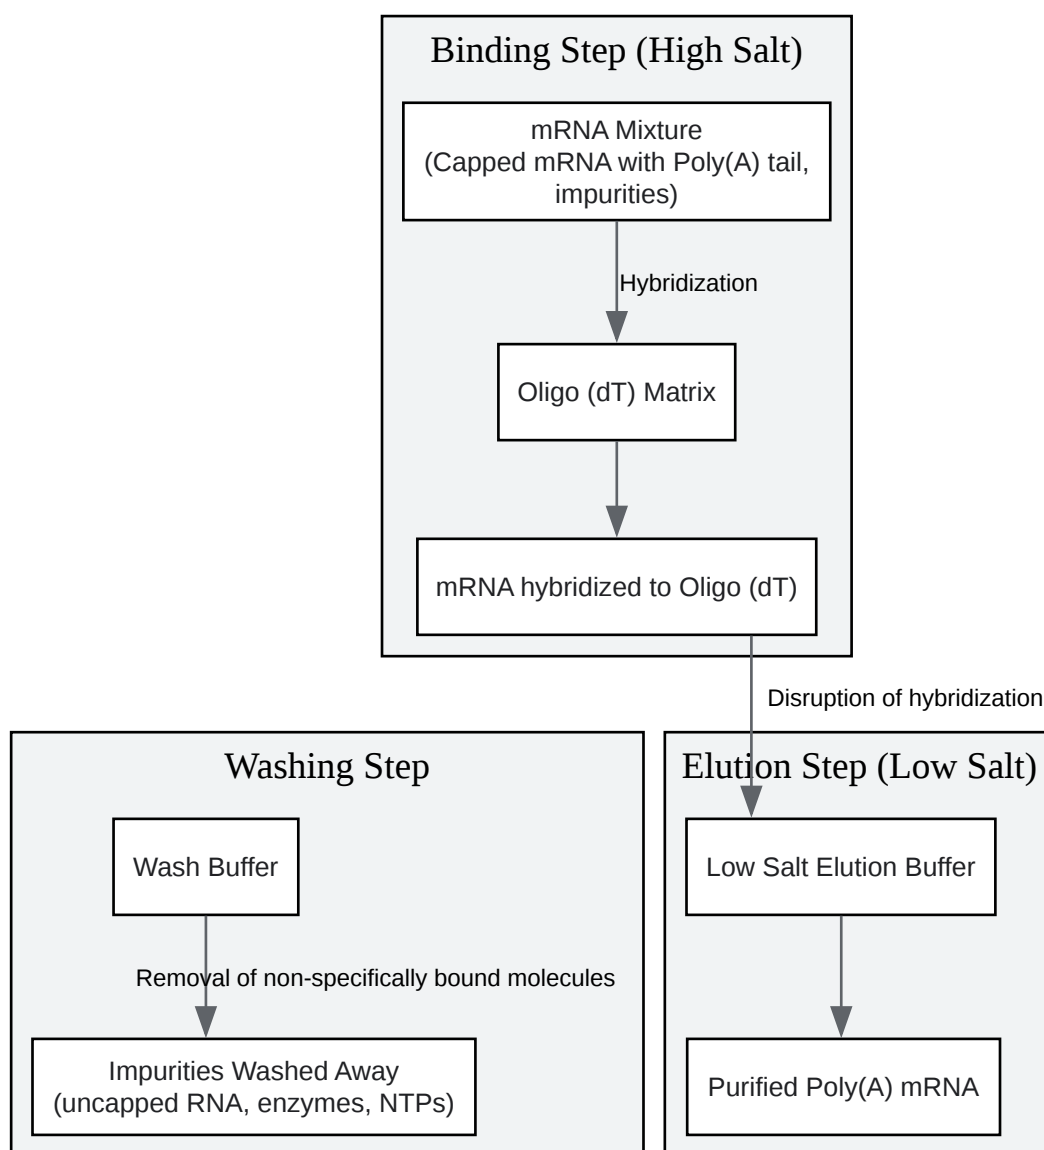 Binding Step (High Salt)
mRNA Mixture
(Capped mRNA with Poly(A) tail,
impurities)
Hybridization
Oligo (dT) Matrix
mRNA hybridized to Oligo (dT)
Disruption of hybridization
Washing Step
Wash Buffer
Removal of non-specifically bound molecules
Impurities Washed Away
(uncapped RNA, enzymes, NTPs)
Elution Step (Low Salt)
Low Salt Elution Buffer
Purified Poly(A) mRNA